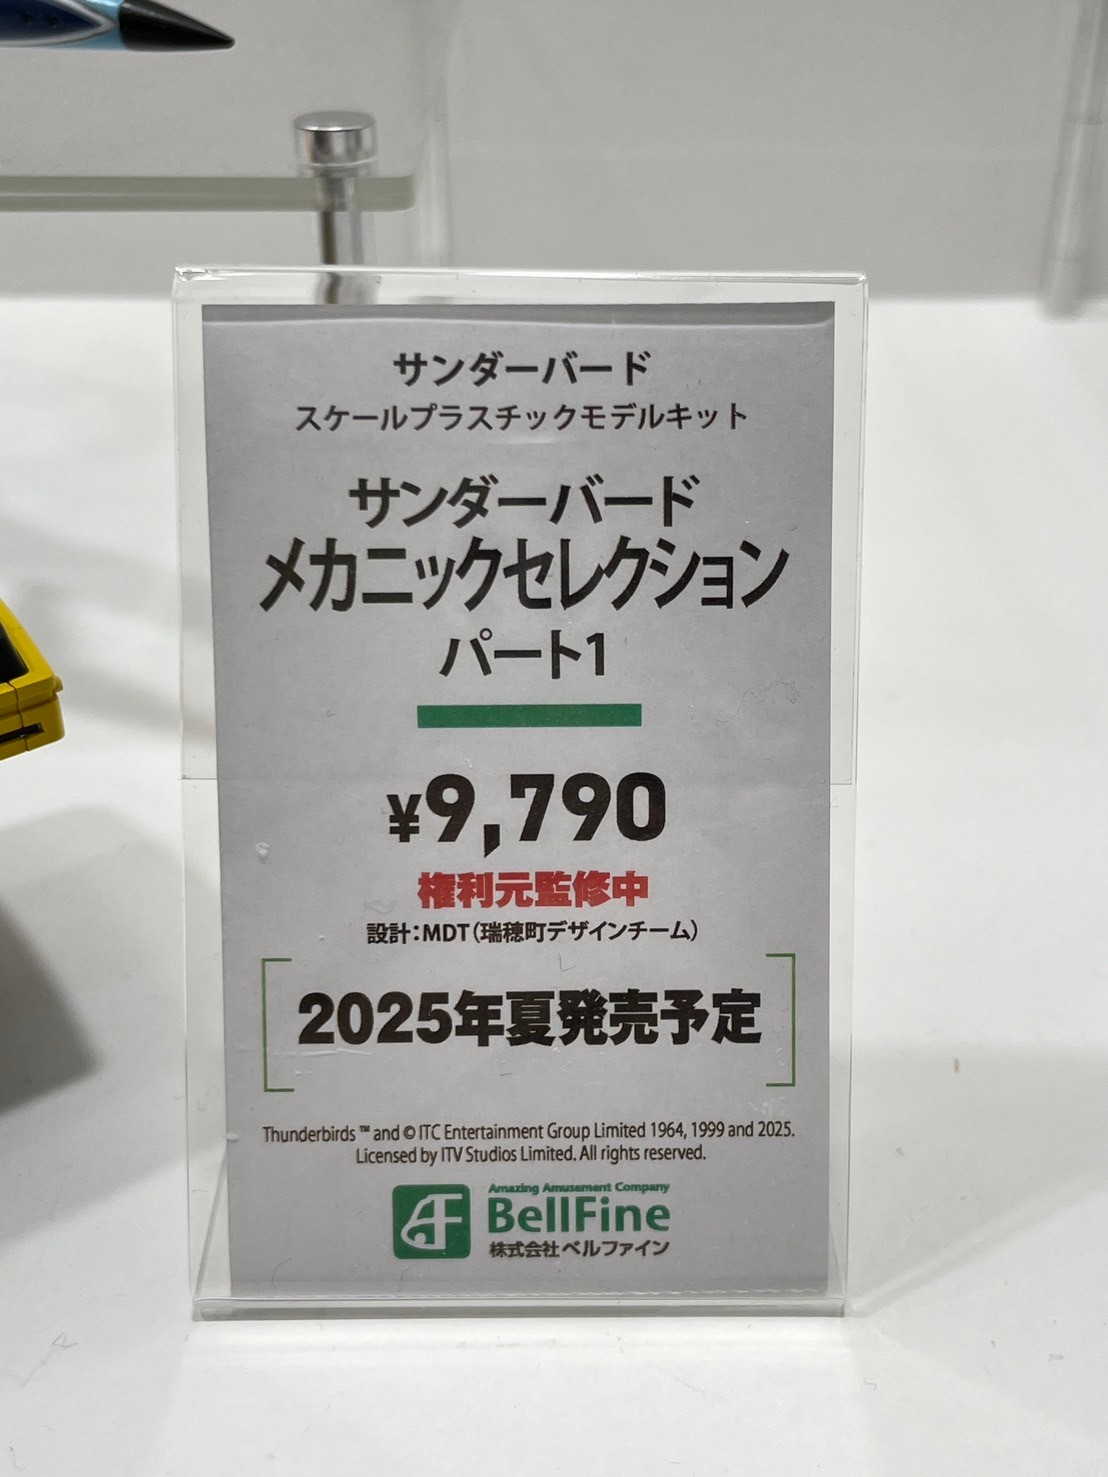 サンダーバード
スケールプラスチックモデルキット
サンダーバード
メカニックセレクション
パート1
¥9,790
権利元監修中
設計:MDT(瑞穂町デザインチーム)
2025年夏発売予定
Thunderbirds ™ and © ITC Entertainment Group Limited 1964, 1999 and 2025.
Licensed by ITV Studios Limited. All rights reserved.
Amazing Amusement Company
BellFine
株式会社ベルファイン